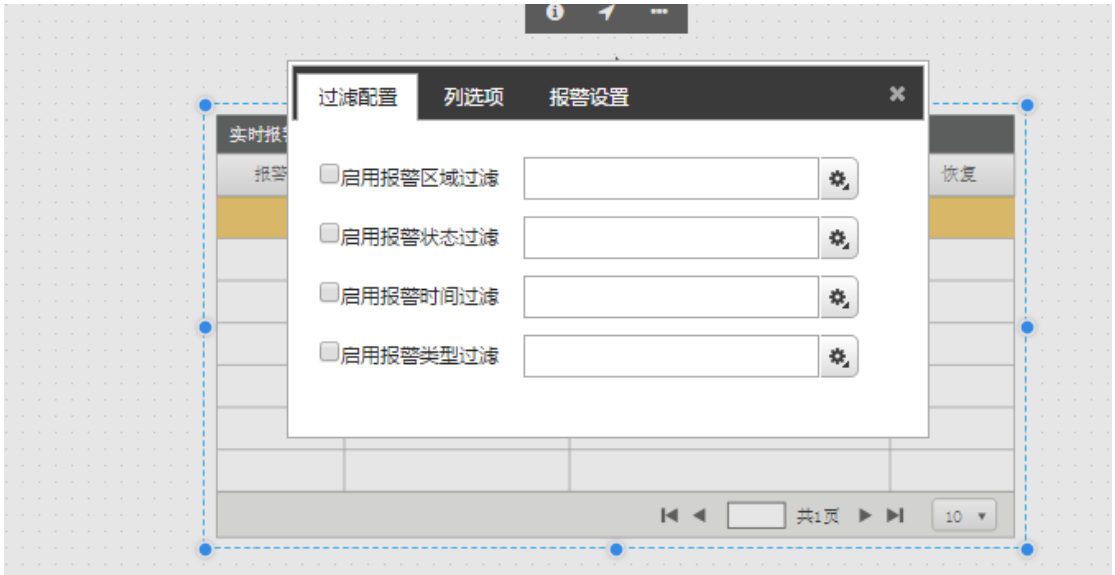 过滤配置 列选项 报警设置
实时报
报警 恢复
启用报警区域过滤
启用报警状态过滤
启用报警时间过滤
启用报警类型过滤
共1页 10